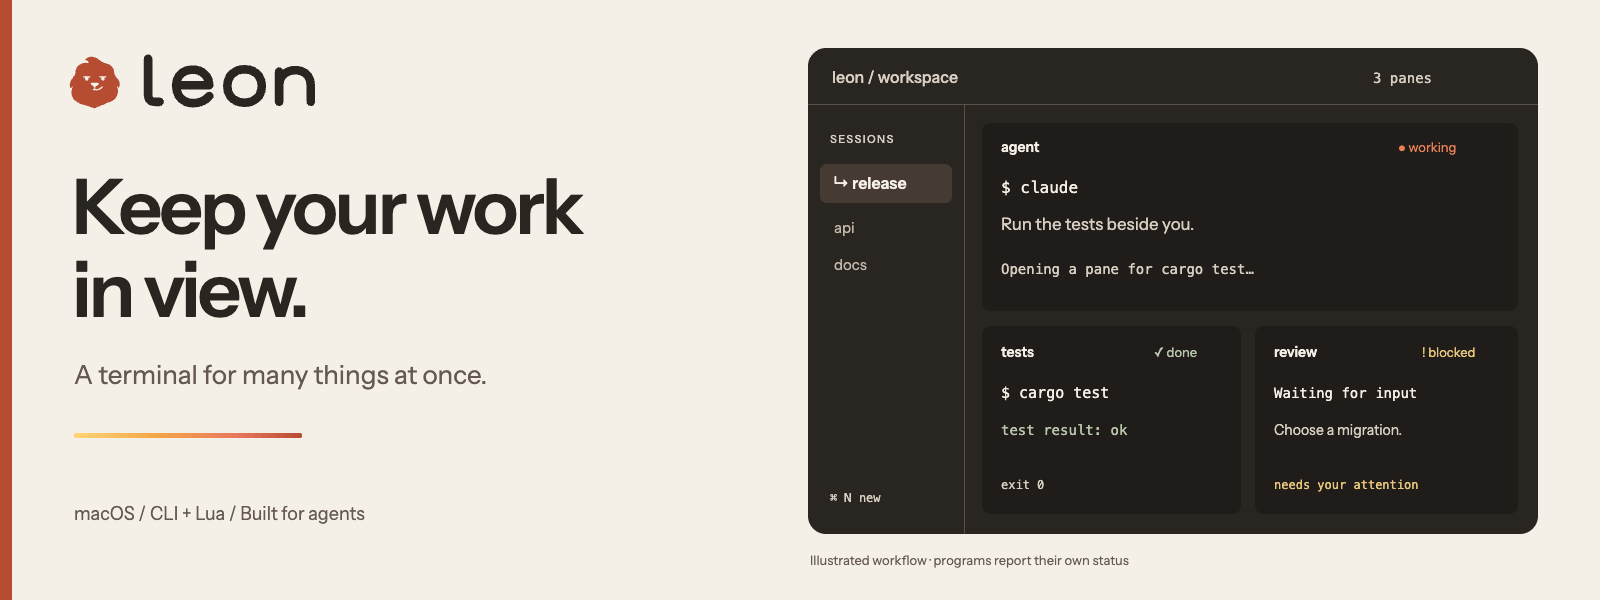 leon
Keep your work
in view.
A terminal for many things at once.
macOS / CLI + Lua / Built for agents
leon / workspace
3 panes
SESSIONS
↳ release
api
docs
⌘ N new
agent
● working
$ claude
Run the tests beside you.
Opening a pane for cargo test…
tests
✓ done
$ cargo test
test result: ok
exit 0
review
! blocked
Waiting for input
Choose a migration.
needs your attention
Illustrated workflow · programs report their own status